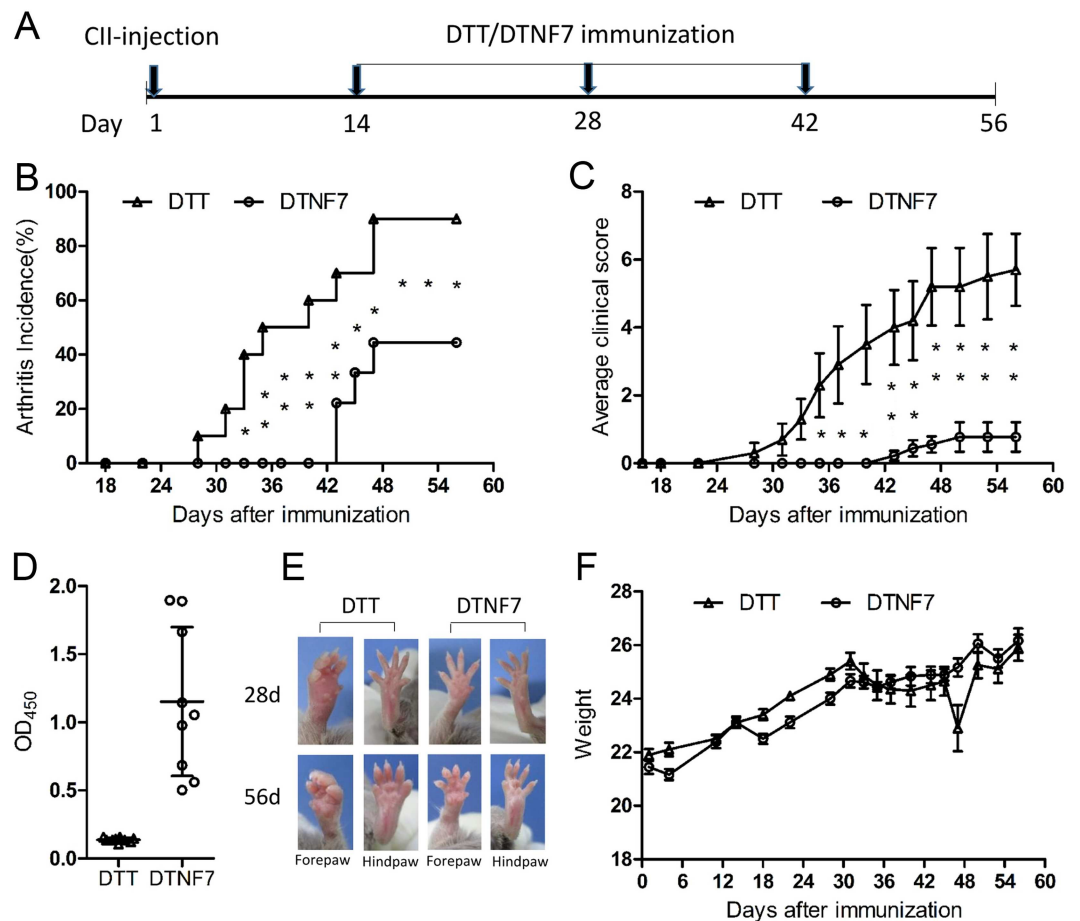 A
CII-injection
DTT/DTNF7 immunization
Day 1 14 28 42 56
B
DTT DTNF7
Arthritis Incidence(%)
100
80
60
40
20
0
* * * * * * * * * * * * * *
18 24 30 36 42 48 54 60
Days after immunization
C
DTT DTNF7
Average clinical score
8
6
4
2
0
* * * * * * * * * * * * * * *
18 24 30 36 42 48 54 60
Days after immunization
D
OD450
2.0
1.5
1.0
0.5
0.0
DTT DTNF7
E
DTT DTNF7
28d
56d
Forepaw Hindpaw Forepaw Hindpaw
F
DTT DTNF7
Weight
28
26
24
22
20
18
0 6 12 18 24 30 36 42 48 54 60
Days after immunization